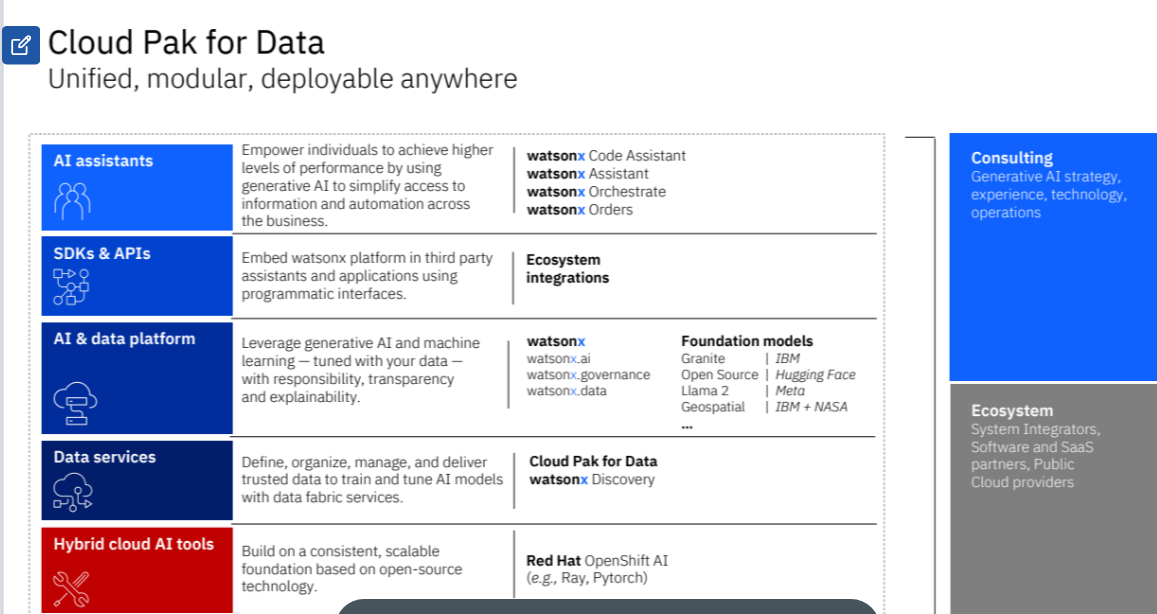 Cloud Pak for Data
Unified, modular, deployable anywhere
AI assistants
Empower individuals to achieve higher
levels of performance by using
generative AI to simplify access to
information and automation across
the business.
watsonx Code Assistant
watsonx Assistant
watsonx Orchestrate
watsonx Orders
SDKs & APIs
Embed watsonx platform in third party
assistants and applications using
programmatic interfaces.
Ecosystem
integrations
AI & data platform
Leverage generative AI and machine
learning — tuned with your data —
with responsibility, transparency
and explainability.
watsonx
watsonx.ai
watsonx.governance
watsonx.data
Foundation models
Granite | IBM
Open Source | Hugging Face
Llama 2 | Meta
Geospatial | IBM + NASA
...
Data services
Define, organize, manage, and deliver
trusted data to train and tune AI models
with data fabric services.
Cloud Pak for Data
watsonx Discovery
Hybrid cloud AI tools
Build on a consistent, scalable
foundation based on open-source
technology.
Red Hat OpenShift AI
(e.g., Ray, Pytorch)
Consulting
Generative AI strategy,
experience, technology,
operations
Ecosystem
System Integrators,
Software and SaaS
partners, Public
Cloud providers